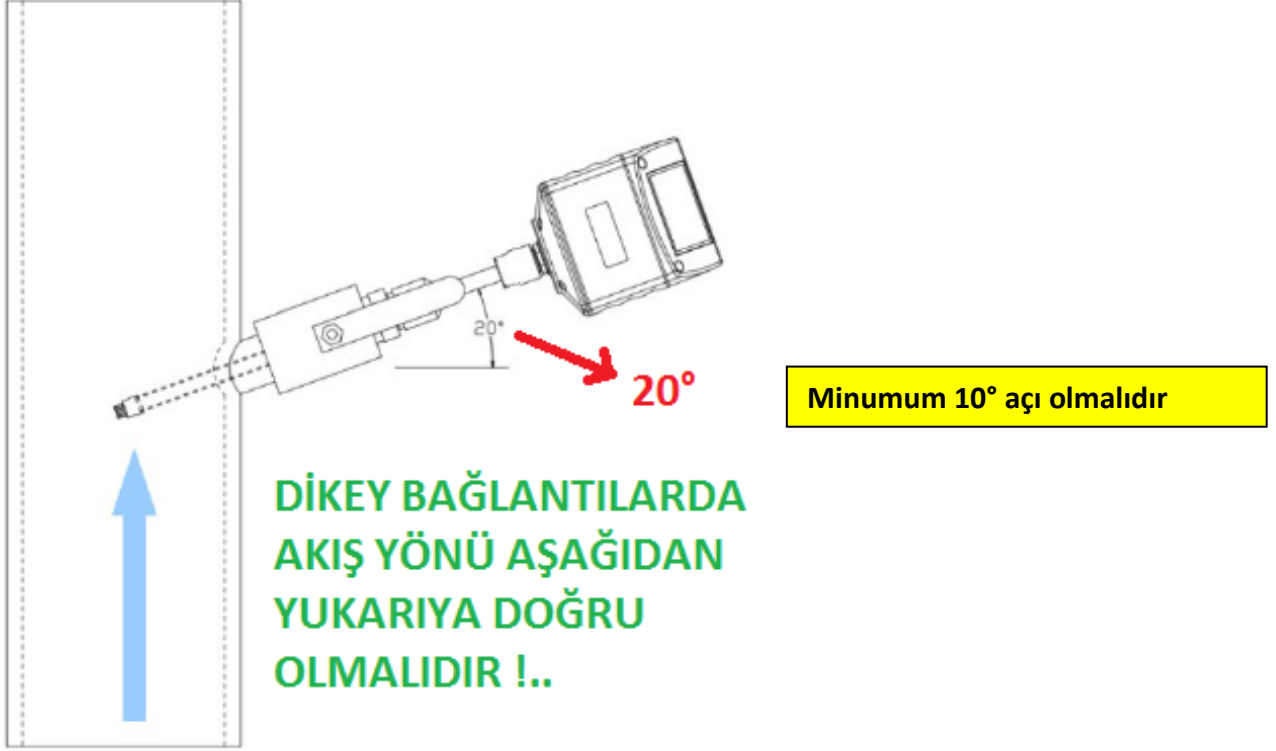 20°
20°
Minumum 10° açı olmalıdır
DİKEY BAĞLANTILARDA
AKIŞ YÖNÜ AŞAĞIDAN
YUKARIYA DOĞRU
OLMALIDIR !..